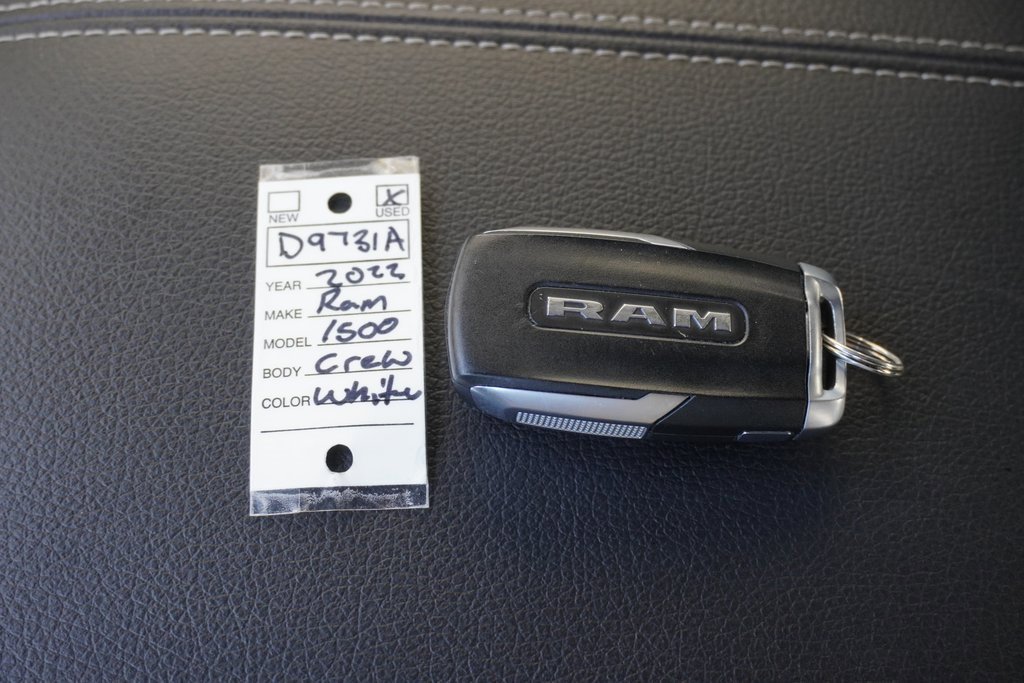 NEW USED
D9731A
YEAR 2022
MAKE Ram
MODEL 1500
BODY Crew
COLOR White
RAM